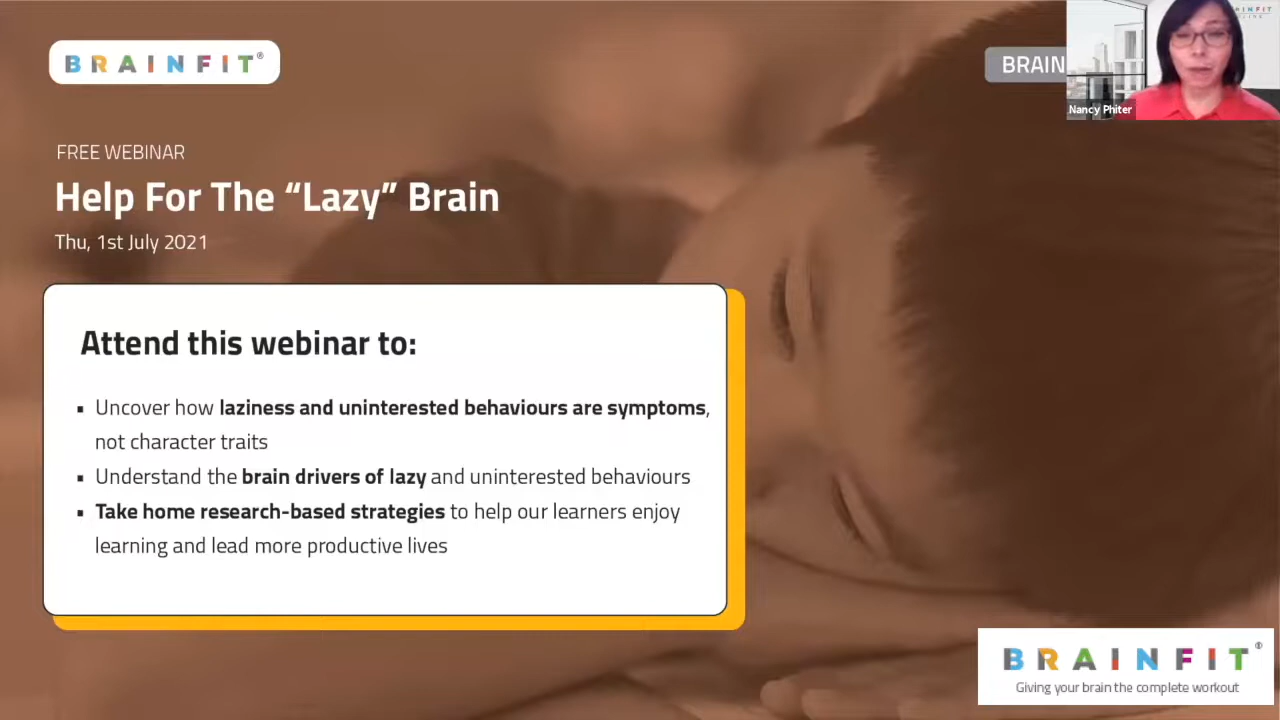 BRAINFIT®
BRAIN
Nancy Phiter
FREE WEBINAR
Help For The “Lazy” Brain
Thu, 1st July 2021
Attend this webinar to:
▪ Uncover how laziness and uninterested behaviours are symptoms,
not character traits
▪ Understand the brain drivers of lazy and uninterested behaviours
▪ Take home research-based strategies to help our learners enjoy
learning and lead more productive lives
BRAINFIT®
Giving your brain the complete workout